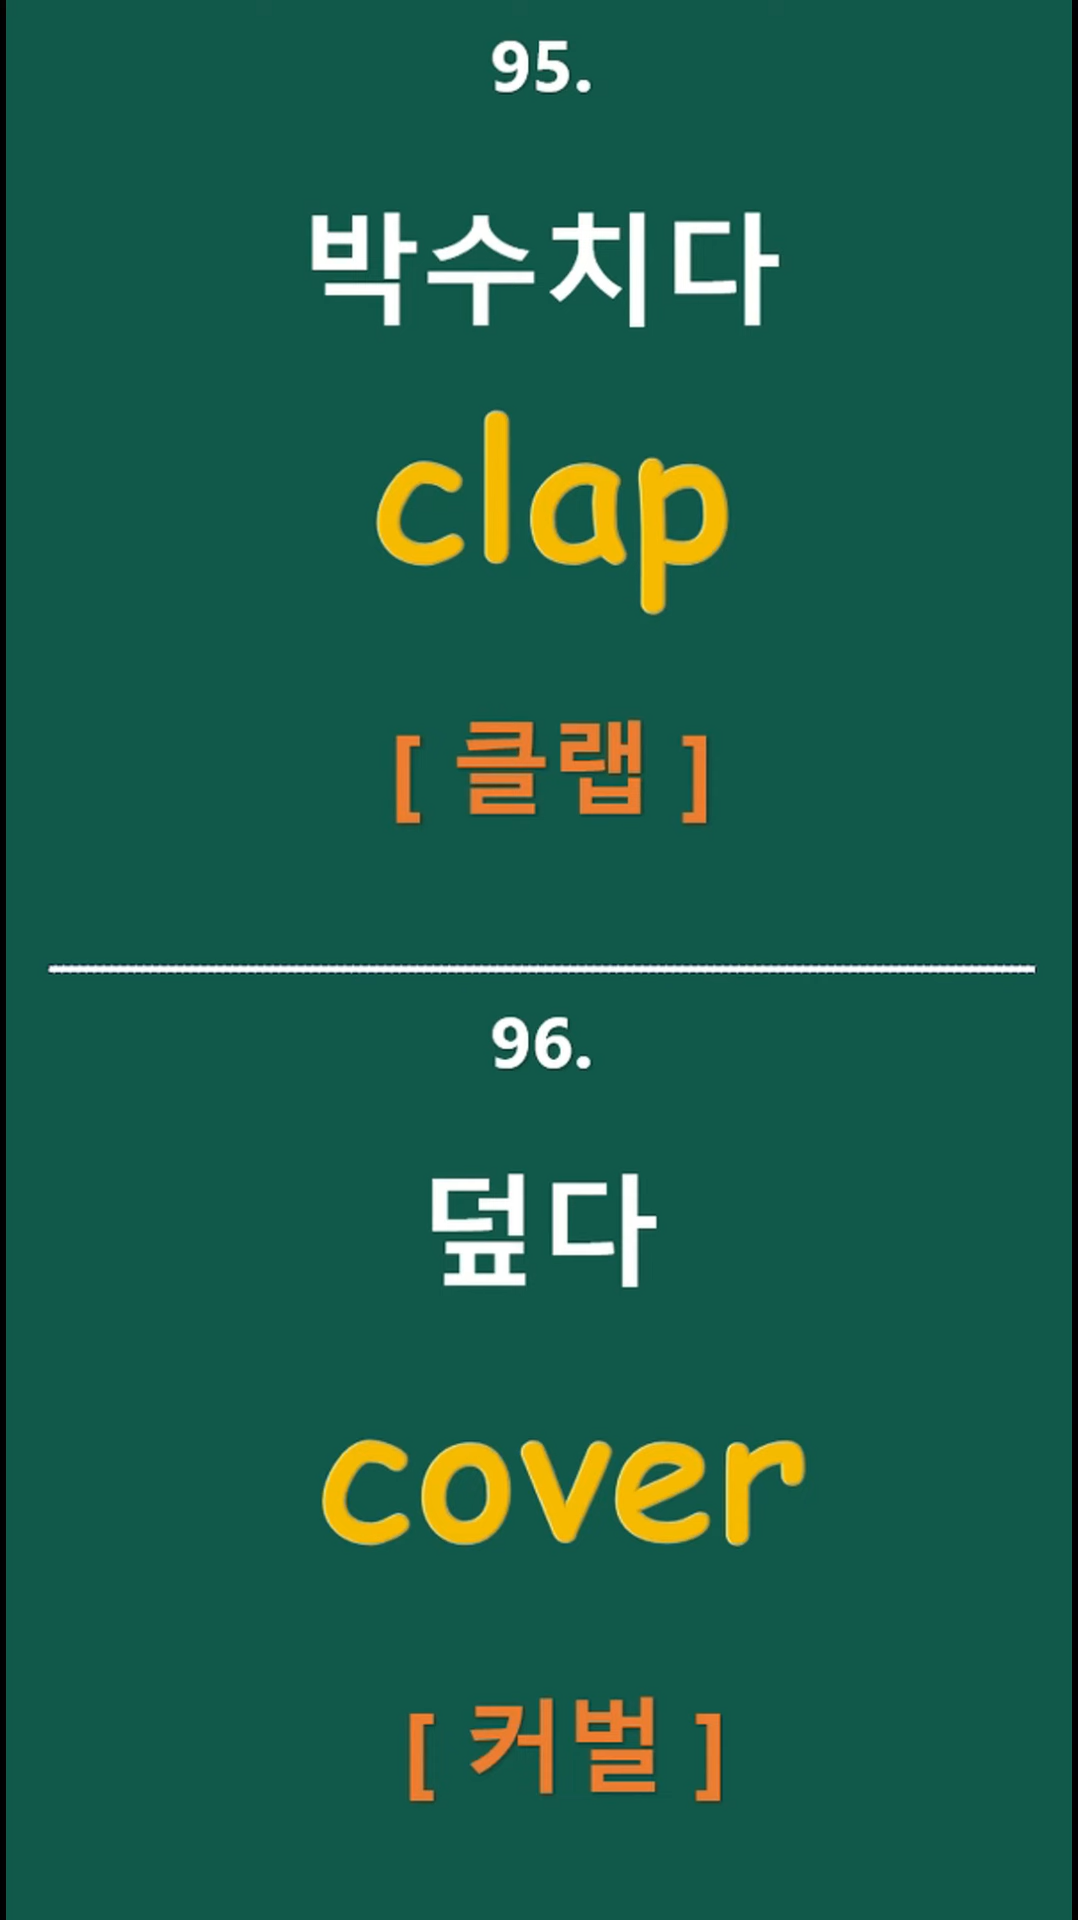 95.
박수치다
clap
[ 클랩 ]
96.
덮다
cover
[ 커벌 ]